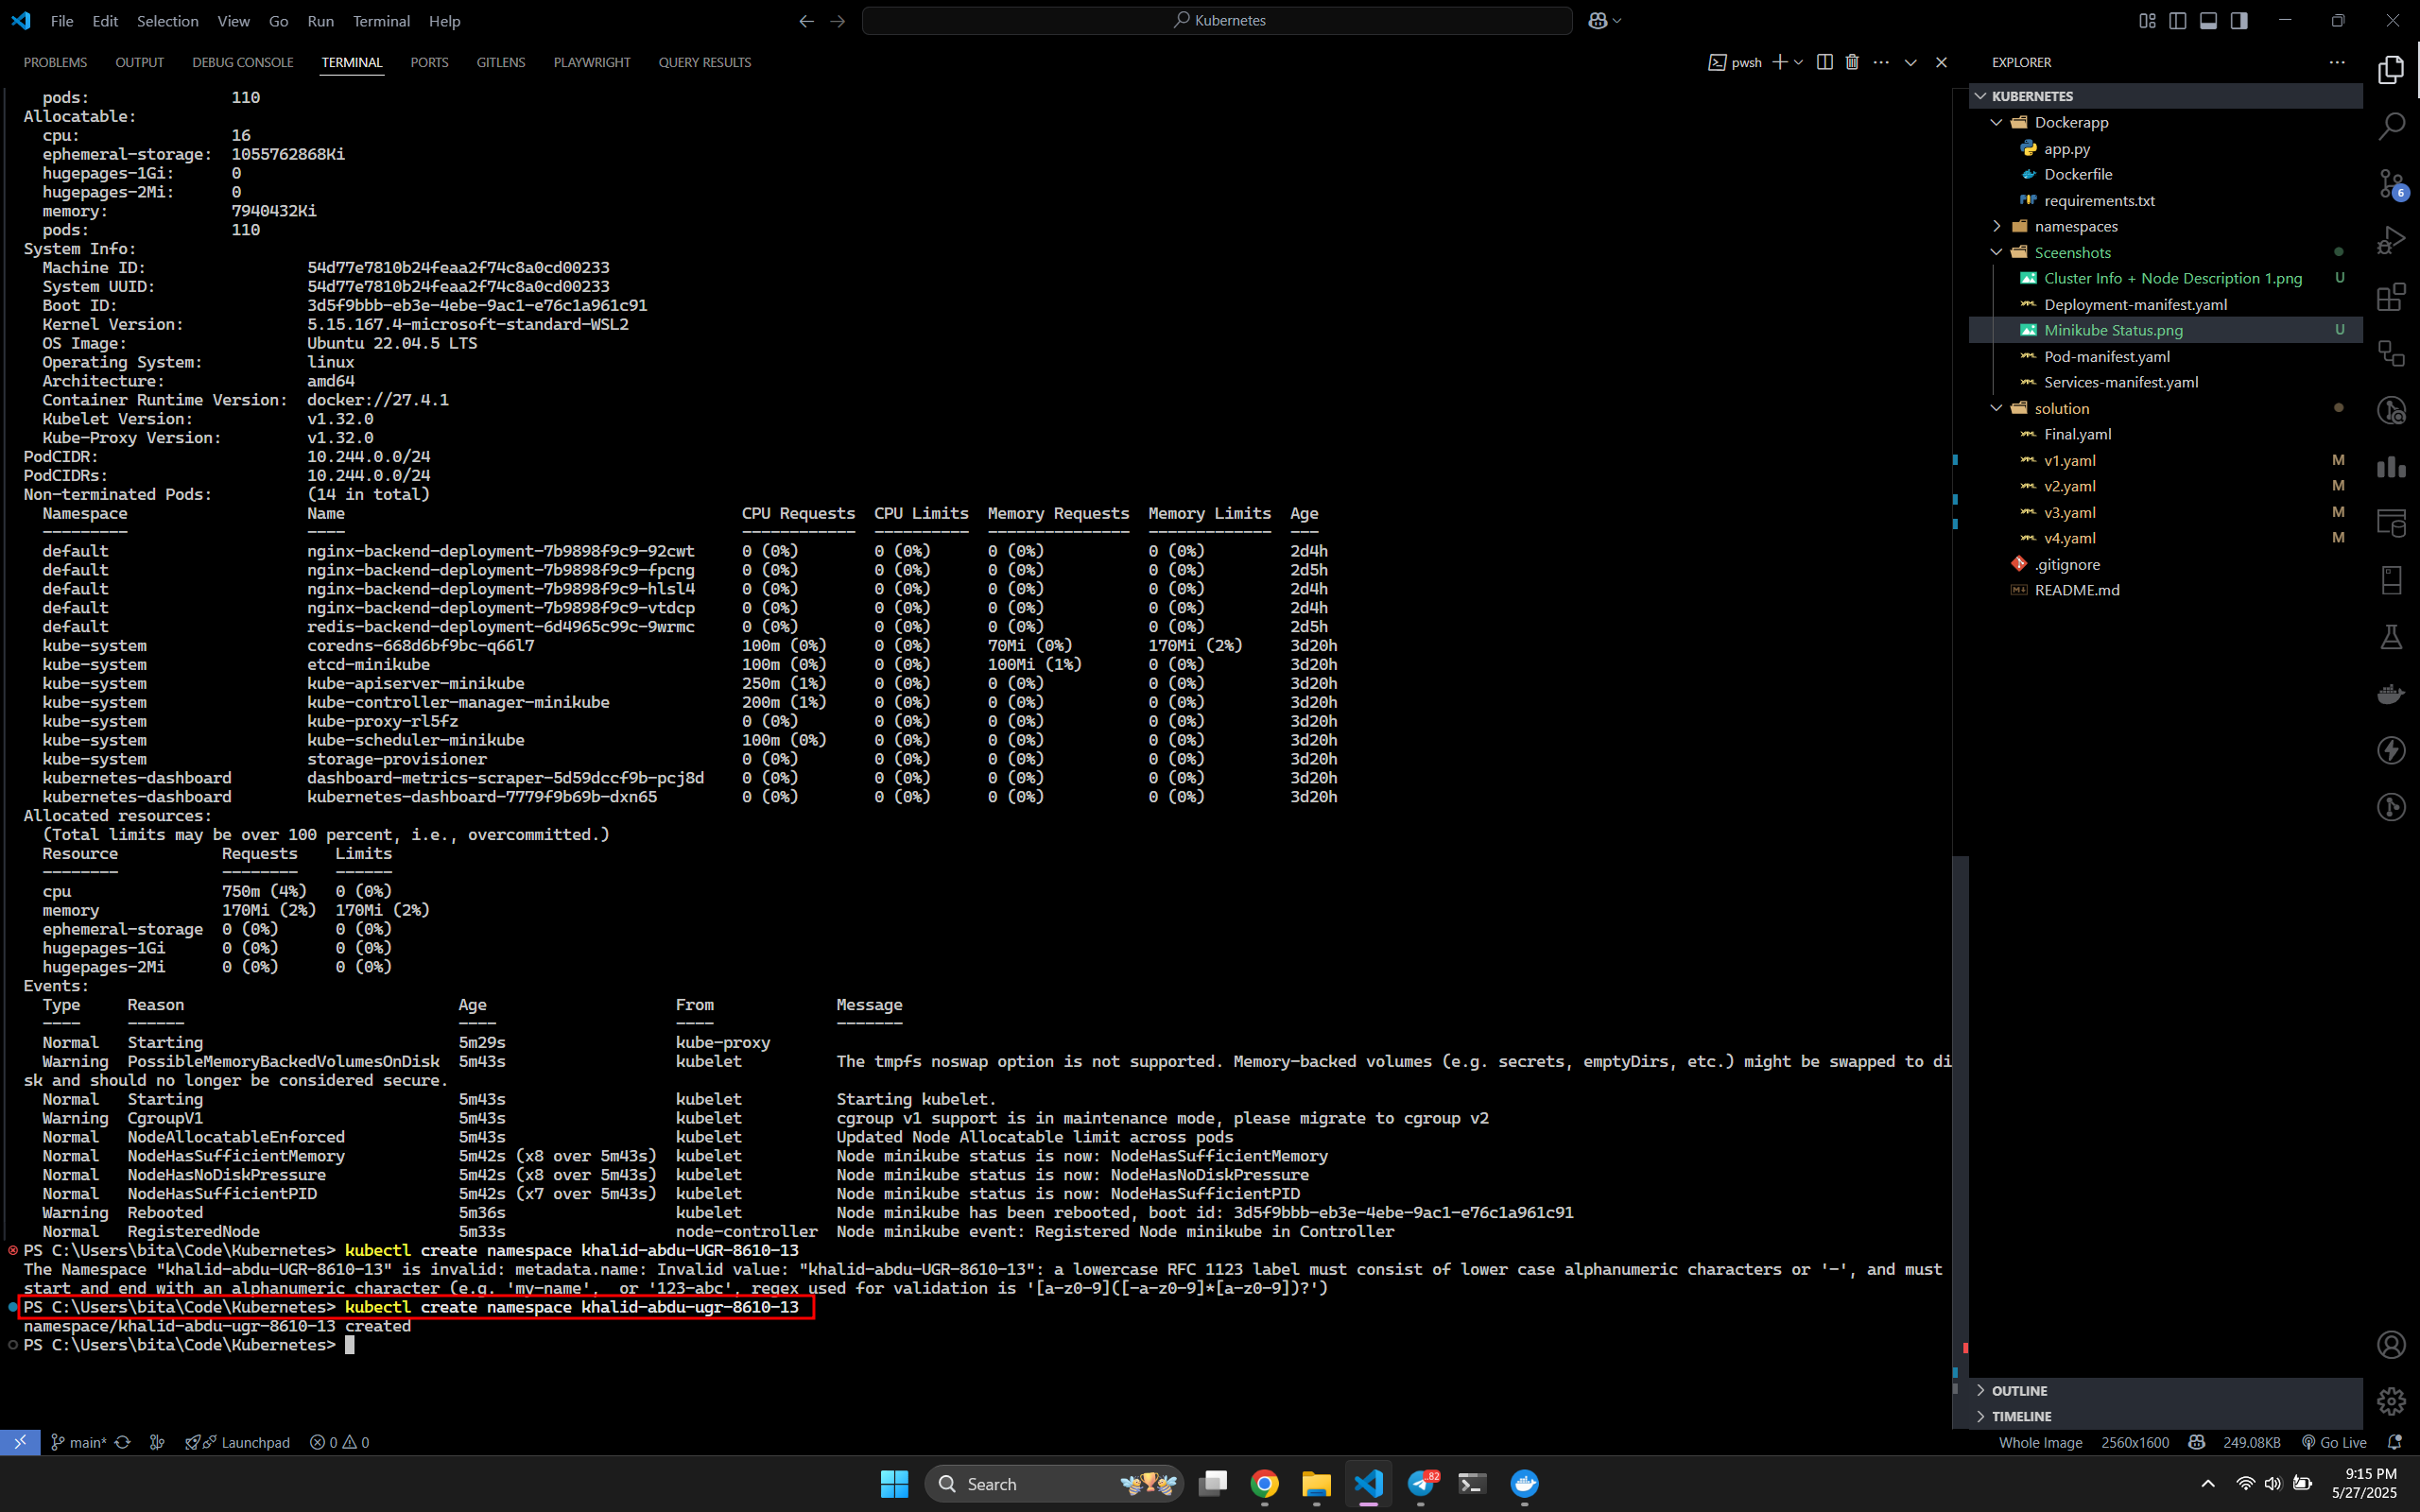 File Edit Selection View Go Run Terminal Help
Kubernetes
PROBLEMS OUTPUT DEBUG CONSOLE TERMINAL PORTS GITLENS PLAYWRIGHT QUERY RESULTS
pwsh
pods: 110
Allocatable:
cpu: 16
ephemeral-storage: 1055762868Ki
hugepages-1Gi: 0
hugepages-2Mi: 0
memory: 7940432Ki
pods: 110
System Info:
Machine ID: 54d77e7810b24feaa2f74c8a0cd00233
System UUID: 54d77e7810b24feaa2f74c8a0cd00233
Boot ID: 3d5f9bbb-eb3e-4ebe-9ac1-e76c1a961c91
Kernel Version: 5.15.167.4-microsoft-standard-WSL2
OS Image: Ubuntu 22.04.5 LTS
Operating System: linux
Architecture: amd64
Container Runtime Version: docker://27.4.1
Kubelet Version: v1.32.0
Kube-Proxy Version: v1.32.0
PodCIDR: 10.244.0.0/24
PodCIDRs: 10.244.0.0/24
Non-terminated Pods: (14 in total)
Namespace Name CPU Requests CPU Limits Memory Requests Memory Limits Age
--------- ---- ------------ ---------- --------------- ------------- ---
default nginx-backend-deployment-7b9898f9c9-92cwt 0 (0%) 0 (0%) 0 (0%) 0 (0%) 2d4h
default nginx-backend-deployment-7b9898f9c9-fpcng 0 (0%) 0 (0%) 0 (0%) 0 (0%) 2d5h
default nginx-backend-deployment-7b9898f9c9-hlsl4 0 (0%) 0 (0%) 0 (0%) 0 (0%) 2d4h
default nginx-backend-deployment-7b9898f9c9-vtdcp 0 (0%) 0 (0%) 0 (0%) 0 (0%) 2d4h
default redis-backend-deployment-6d4965c99c-9wrmc 0 (0%) 0 (0%) 0 (0%) 0 (0%) 2d5h
kube-system coredns-668d6bf9bc-q66l7 100m (0%) 0 (0%) 70Mi (0%) 170Mi (2%) 3d20h
kube-system etcd-minikube 100m (0%) 0 (0%) 100Mi (1%) 0 (0%) 3d20h
kube-system kube-apiserver-minikube 250m (1%) 0 (0%) 0 (0%) 0 (0%) 3d20h
kube-system kube-controller-manager-minikube 200m (1%) 0 (0%) 0 (0%) 0 (0%) 3d20h
kube-system kube-proxy-rl5fz 0 (0%) 0 (0%) 0 (0%) 0 (0%) 3d20h
kube-system kube-scheduler-minikube 100m (0%) 0 (0%) 0 (0%) 0 (0%) 3d20h
kube-system storage-provisioner 0 (0%) 0 (0%) 0 (0%) 0 (0%) 3d20h
kubernetes-dashboard dashboard-metrics-scraper-5d59dccf9b-pcj8d 0 (0%) 0 (0%) 0 (0%) 0 (0%) 3d20h
kubernetes-dashboard kubernetes-dashboard-7779f9b69b-dxn65 0 (0%) 0 (0%) 0 (0%) 0 (0%) 3d20h
Allocated resources:
(Total limits may be over 100 percent, i.e., overcommitted.)
Resource Requests Limits
-------- -------- ------
cpu 750m (4%) 0 (0%)
memory 170Mi (2%) 170Mi (2%)
ephemeral-storage 0 (0%) 0 (0%)
hugepages-1Gi 0 (0%) 0 (0%)
hugepages-2Mi 0 (0%) 0 (0%)
Events:
Type Reason Age From Message
---- ------ ---- ---- -------
Normal Starting 5m29s kube-proxy
Warning PossibleMemoryBackedVolumesOnDisk 5m43s kubelet The tmpfs noswap option is not supported. Memory-backed volumes (e.g. secrets, emptyDirs, etc.) might be swapped to di
sk and should no longer be considered secure.
Normal Starting 5m43s kubelet Starting kubelet.
Warning CgroupV1 5m43s kubelet cgroup v1 support is in maintenance mode, please migrate to cgroup v2
Normal NodeAllocatableEnforced 5m43s kubelet Updated Node Allocatable limit across pods
Normal NodeHasSufficientMemory 5m42s (x8 over 5m43s) kubelet Node minikube status is now: NodeHasSufficientMemory
Normal NodeHasNoDiskPressure 5m42s (x8 over 5m43s) kubelet Node minikube status is now: NodeHasNoDiskPressure
Normal NodeHasSufficientPID 5m42s (x7 over 5m43s) kubelet Node minikube status is now: NodeHasSufficientPID
Warning Rebooted 5m36s kubelet Node minikube has been rebooted, boot id: 3d5f9bbb-eb3e-4ebe-9ac1-e76c1a961c91
Normal RegisteredNode 5m33s node-controller Node minikube event: Registered Node minikube in Controller
PS C:\Users\bita\Code\Kubernetes> kubectl create namespace khalid-abdu-UGR-8610-13
The Namespace "khalid-abdu-UGR-8610-13" is invalid: metadata.name: Invalid value: "khalid-abdu-UGR-8610-13": a lowercase RFC 1123 label must consist of lower case alphanumeric characters or '-', and must
start and end with an alphanumeric character (e.g. 'my-name', or '123-abc', regex used for validation is '[a-z0-9]([-a-z0-9]*[a-z0-9])?')
PS C:\Users\bita\Code\Kubernetes> kubectl create namespace khalid-abdu-ugr-8610-13
namespace/khalid-abdu-ugr-8610-13 created
PS C:\Users\bita\Code\Kubernetes>
EXPLORER
KUBERNETES
Dockerapp
app.py
Dockerfile
requirements.txt
namespaces
Sceenshots
Cluster Info + Node Description 1.png U
Deployment-manifest.yaml
Minikube Status.png U
Pod-manifest.yaml
Services-manifest.yaml
solution
Final.yaml
v1.yaml M
v2.yaml M
v3.yaml M
v4.yaml M
.gitignore
README.md
6
OUTLINE
TIMELINE
main* Launchpad 0 0
Whole Image 2560x1600 249.08KB Go Live
Search
82
9:15 PM
5/27/2025